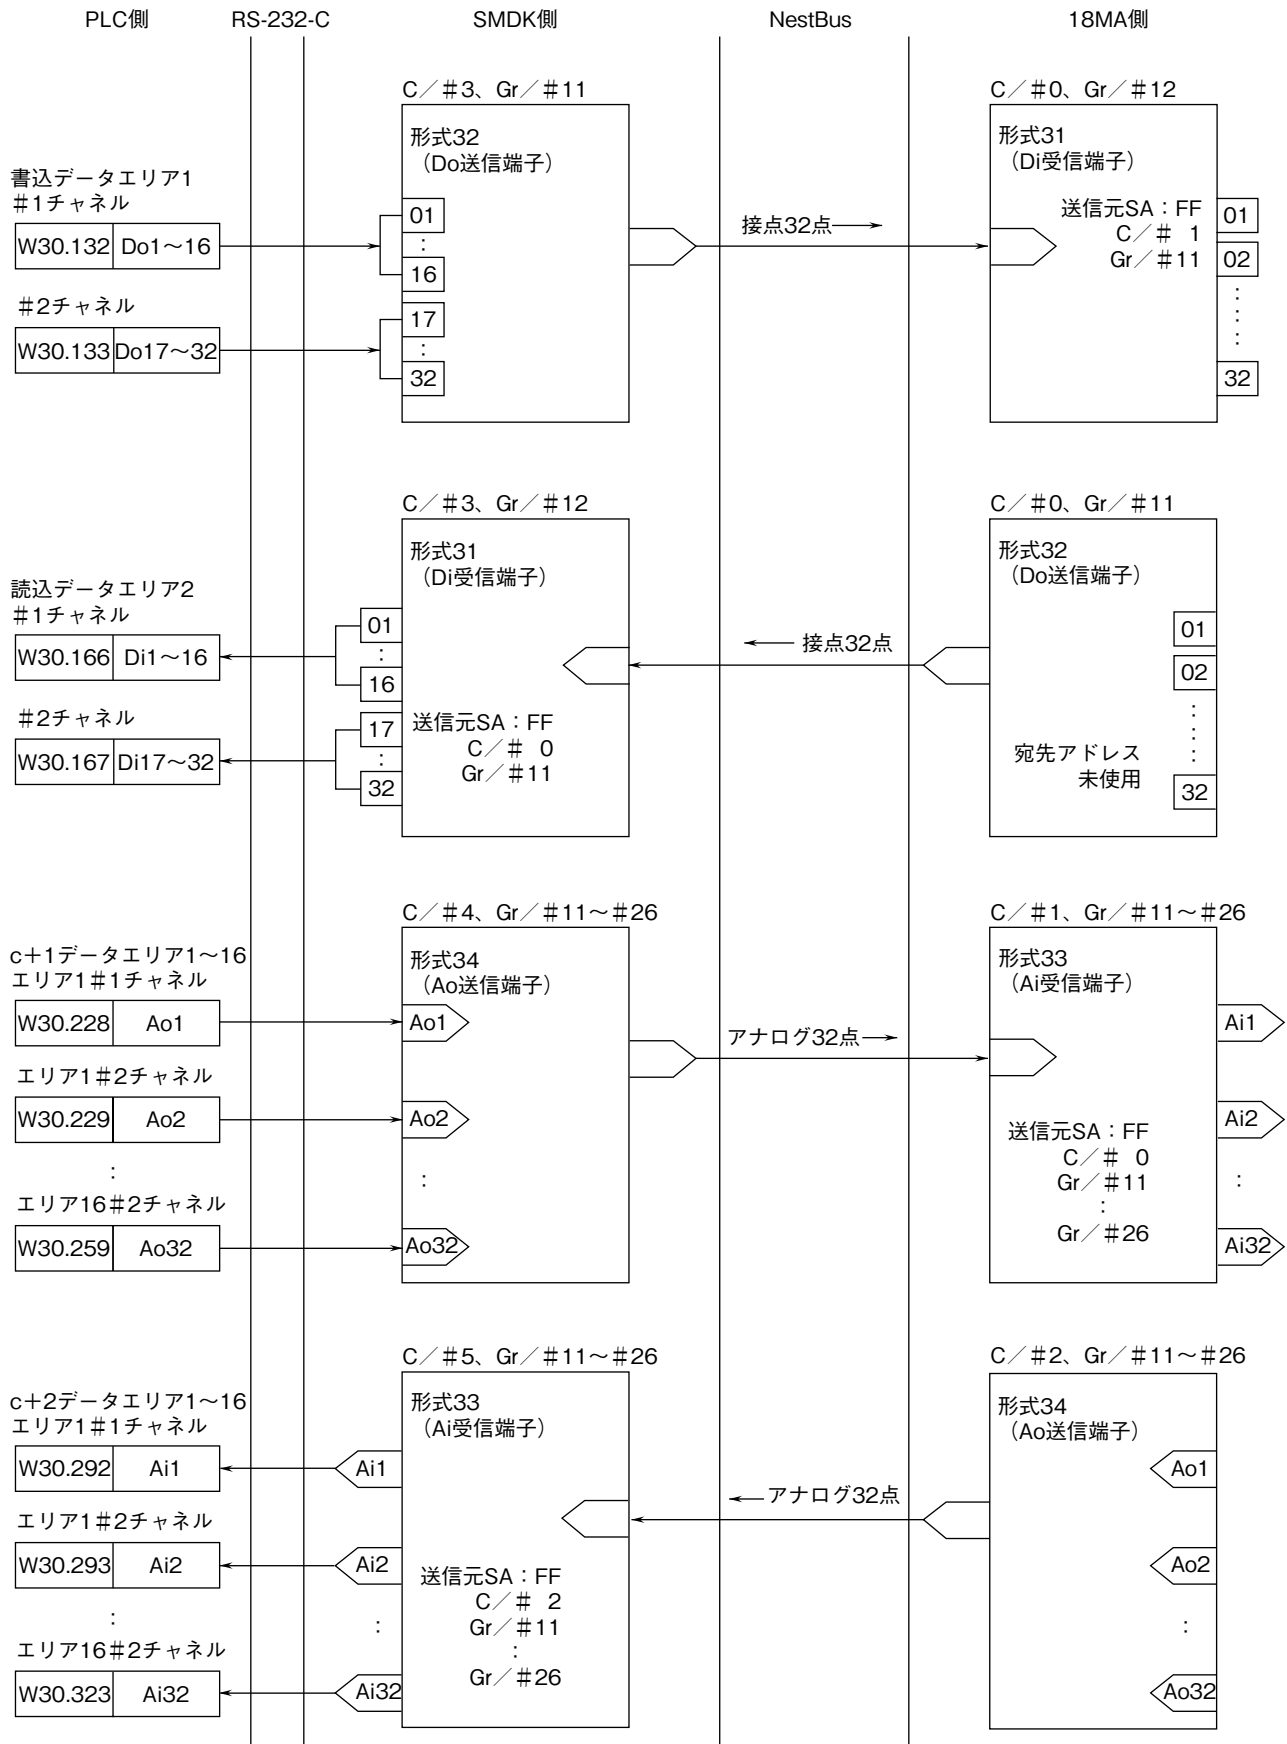 PLC側 RS-232-C SMDK側 NestBus 18MA側
C／＃3、Gr／＃11
形式32
（Do送信端子）
書込データエリア1
＃1チャネル
W30.132 Do1〜16
01
：
16
＃2チャネル
W30.133 Do17〜32
17
：
32
接点32点
C／＃0、Gr／＃12
形式31
（Di受信端子）
送信元SA：FF
C／＃ 1
Gr／＃11
01
02
：
：
32
C／＃3、Gr／＃12
形式31
（Di受信端子）
読込データエリア2
＃1チャネル
W30.166 Di1〜16
01
：
16
＃2チャネル
W30.167 Di17〜32
17
：
32
送信元SA：FF
C／＃ 0
Gr／＃11
接点32点
C／＃0、Gr／＃11
形式32
（Do送信端子）
01
02
：
：
宛先アドレス
未使用
32
C／＃4、Gr／＃11〜＃26
形式34
（Ao送信端子）
c＋1データエリア1〜16
エリア1＃1チャネル
W30.228 Ao1
Ao1
エリア1＃2チャネル
W30.229 Ao2
Ao2
：
：
エリア16＃2チャネル
W30.259 Ao32
Ao32
アナログ32点
C／＃1、Gr／＃11〜＃26
形式33
（Ai受信端子）
Ai1
Ai2
送信元SA：FF
C／＃ 0
Gr／＃11
：
Gr／＃26
：
Ai32
C／＃5、Gr／＃11〜＃26
形式33
（Ai受信端子）
c＋2データエリア1〜16
エリア1＃1チャネル
W30.292 Ai1
Ai1
エリア1＃2チャネル
W30.293 Ai2
Ai2
：
：
エリア16＃2チャネル
W30.323 Ai32
Ai32
送信元SA：FF
C／＃ 2
Gr／＃11
：
Gr／＃26
アナログ32点
C／＃2、Gr／＃11〜＃26
形式34
（Ao送信端子）
Ao1
Ao2
：
Ao32